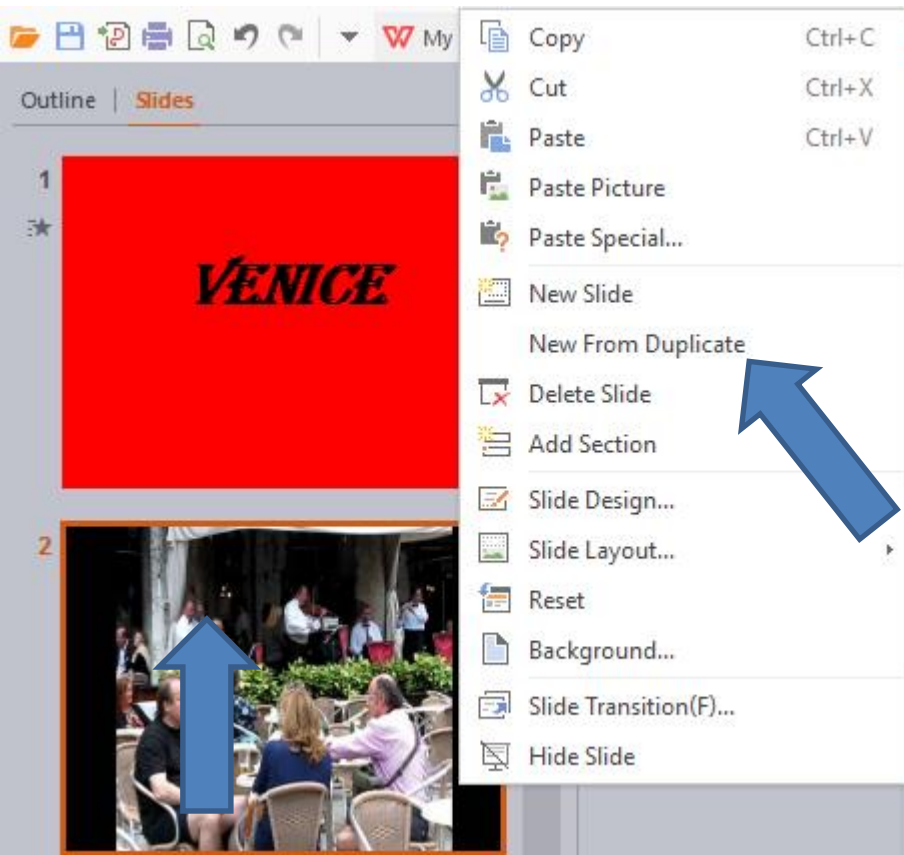 My
Outline | Slides
1
VENICE
2
Copy Ctrl+C
Cut Ctrl+X
Paste Ctrl+V
Paste Picture
Paste Special...
New Slide
New From Duplicate
Delete Slide
Add Section
Slide Design...
Slide Layout...
Reset
Background...
Slide Transition(F)...
Hide Slide